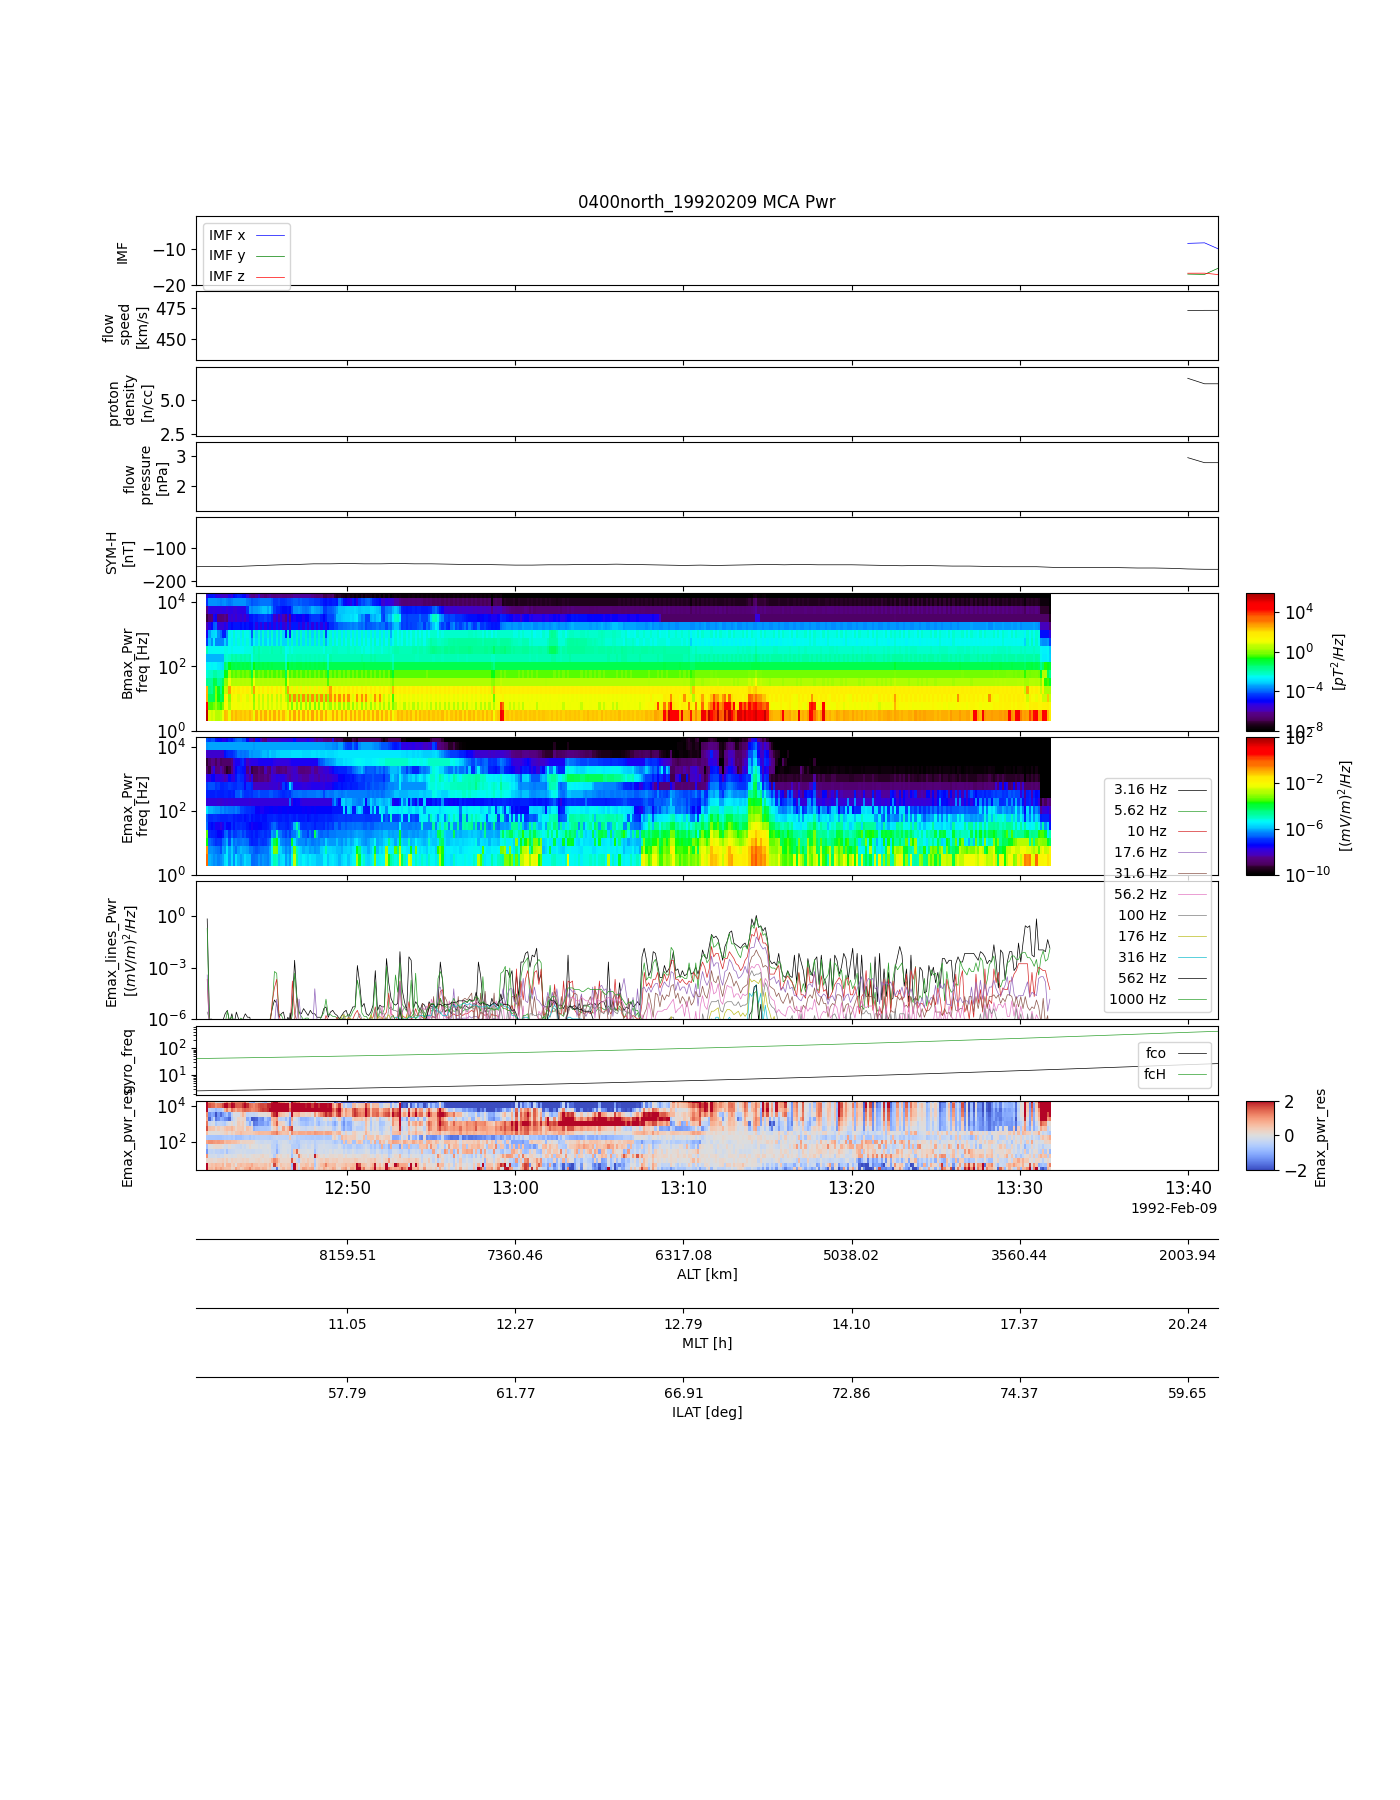 0400north_19920209 MCA Pwr
IMF
−10
−20
IMF x
IMF y
IMF z
flow
speed
[km/s]
475
450
proton
density
[n/cc]
5.0
2.5
flow
pressure
[nPa]
3
2
SYM-H
[nT]
−100
−200
Bmax_Pwr
freq [Hz]
10^4
10^2
10^0
10^4
10^0
10^−4
10^−8
[pT^2/Hz]
Emax_Pwr
freq [Hz]
10^4
10^2
10^0
10^2
10^−2
10^−6
10^−10
[(mV/m)^2/Hz]
3.16 Hz
5.62 Hz
10 Hz
17.6 Hz
31.6 Hz
56.2 Hz
100 Hz
176 Hz
316 Hz
562 Hz
1000 Hz
Emax_lines_Pwr
[(mV/m)^2/Hz]
10^0
10^−3
10^−6
gyro_freq
10^2
10^1
fco
fcH
Emax_pwr_res
10^4
10^2
2
0
−2
Emax_pwr_res
12:50 13:00 13:10 13:20 13:30 13:40
1992-Feb-09
8159.51 7360.46 6317.08 5038.02 3560.44 2003.94
ALT [km]
11.05 12.27 12.79 14.10 17.37 20.24
MLT [h]
57.79 61.77 66.91 72.86 74.37 59.65
ILAT [deg]